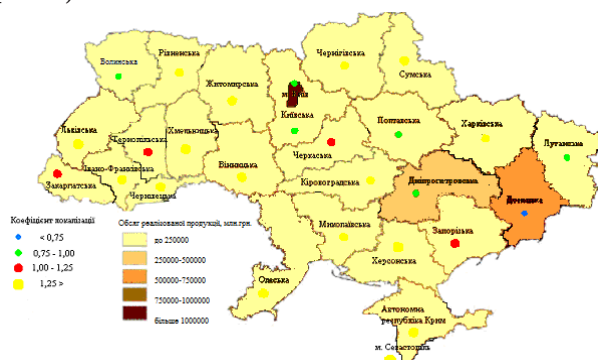 Волинська
Рівненська
Чернігівська
Сумська
Житомирська
Київська
Львівська
Тернопільська
Хмельницька
Полтавська
Харківська
Луганська
Черкаська
Вінницька
Івано-Франківська
Закарпатська
Чернівецька
Кіровоградська
Дніпропетровська
Донецька
Запорізька
Миколаївська
Херсонська
Одеська
Автономна
республіка Крим
м. Севастопіль
Коефіцієнт локалізації
< 0,75
0,75 - 1,00
1,00 - 1,25
1,25 >
Обсяг реалізованої продукції, млн.грн.
до 250000
250000-500000
500000-750000
750000-1000000
більше 1000000